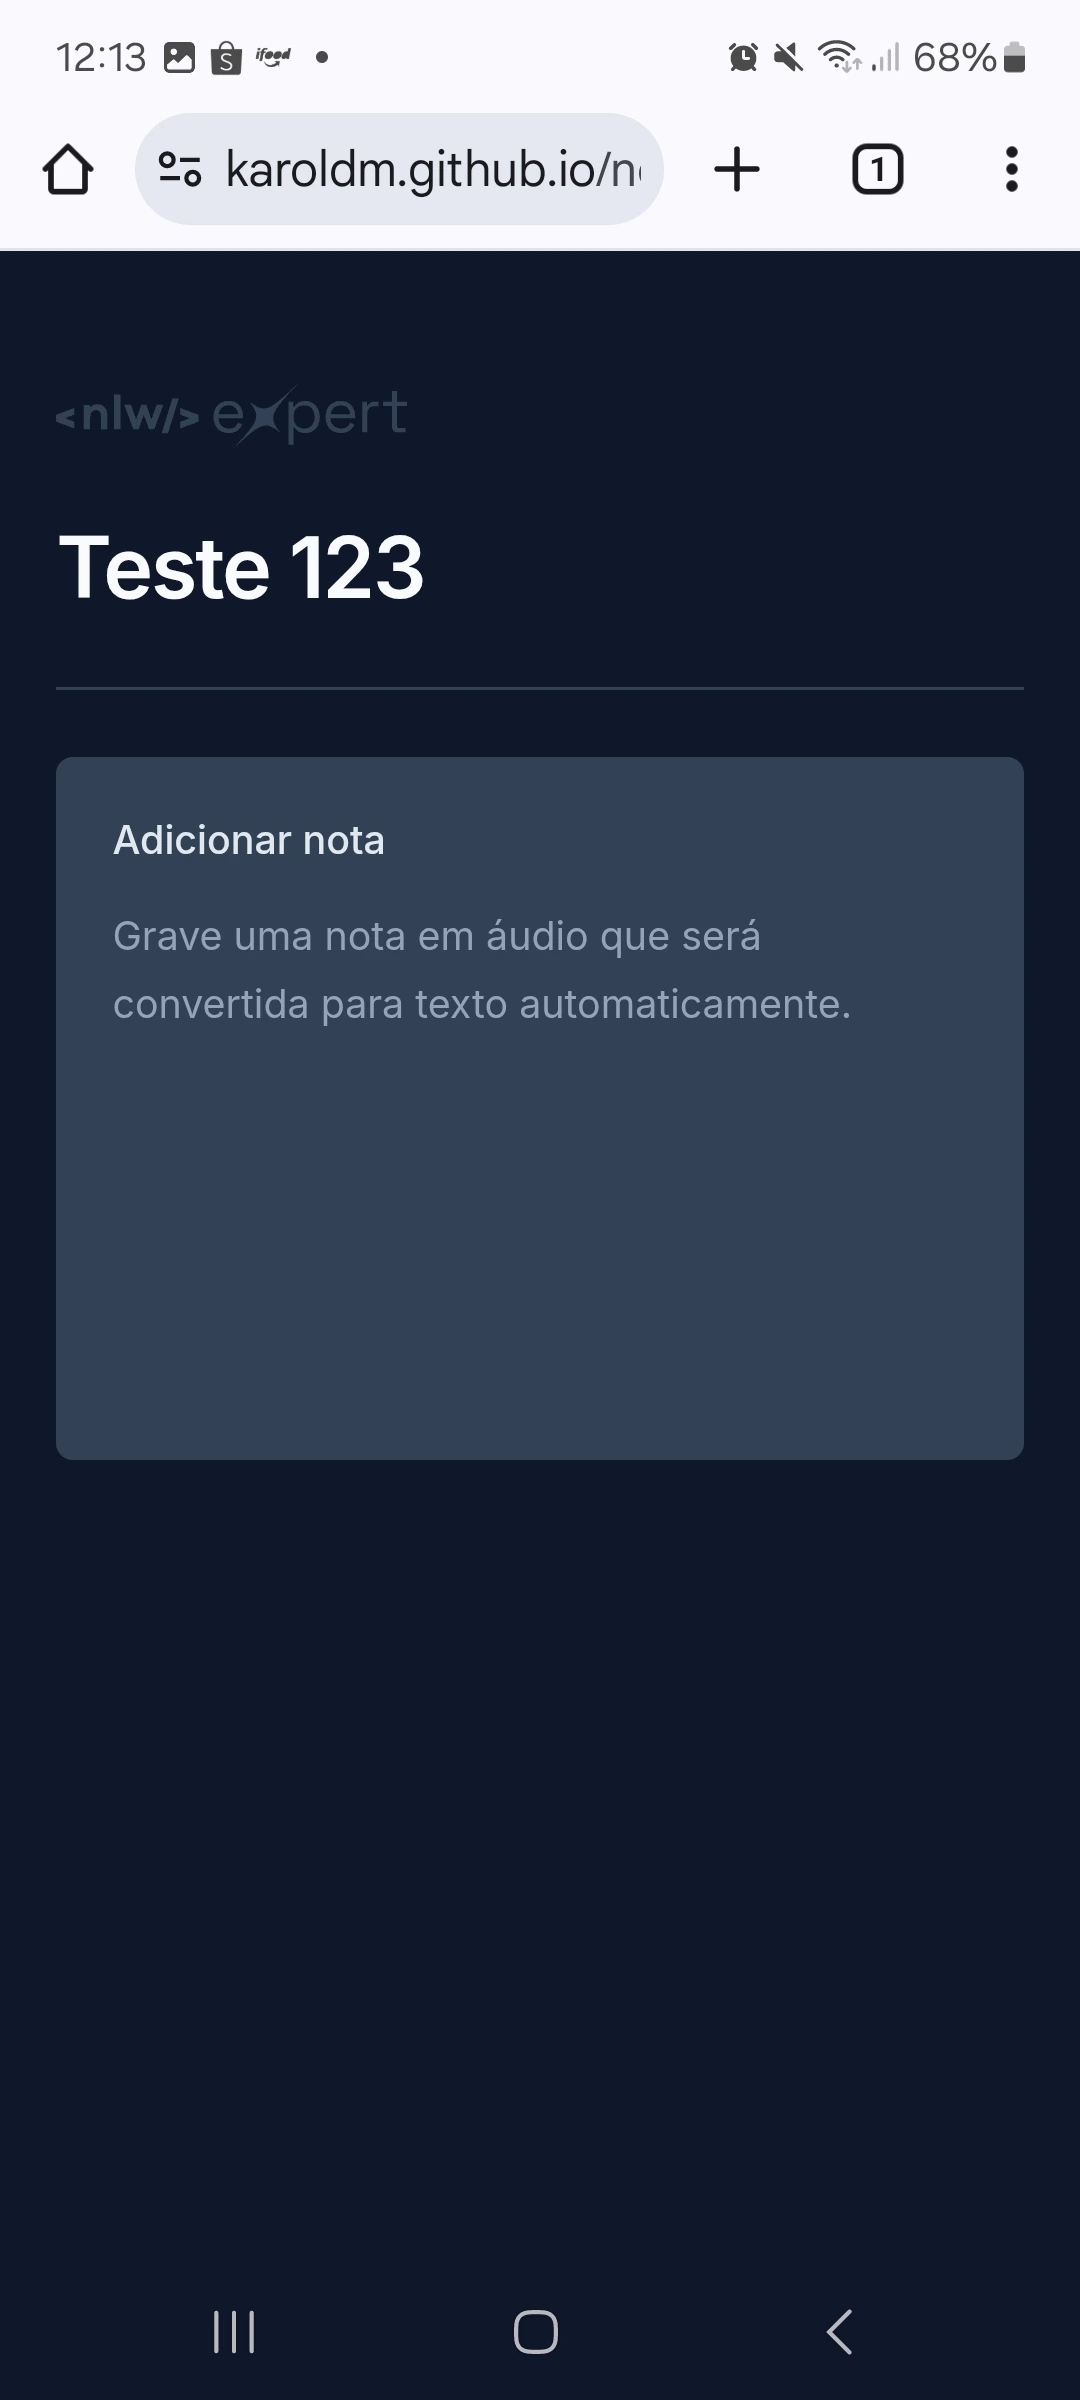 12:13
ifood
68%
karoldm.github.io/n
1
<nlw/> expert
Teste 123
Adicionar nota
Grave uma nota em áudio que será
convertida para texto automaticamente.